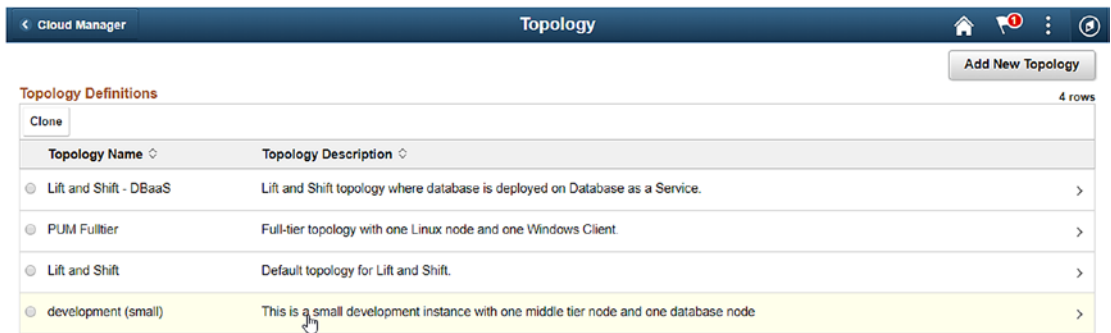 Cloud Manager
Topology
1
Add New Topology
Topology Definitions
4 rows
Clone
Topology Name Topology Description
Lift and Shift - DBaaS Lift and Shift topology where database is deployed on Database as a Service.
PUM Fulltier Full-tier topology with one Linux node and one Windows Client.
Lift and Shift Default topology for Lift and Shift.
development (small) This is a small development instance with one middle tier node and one database node